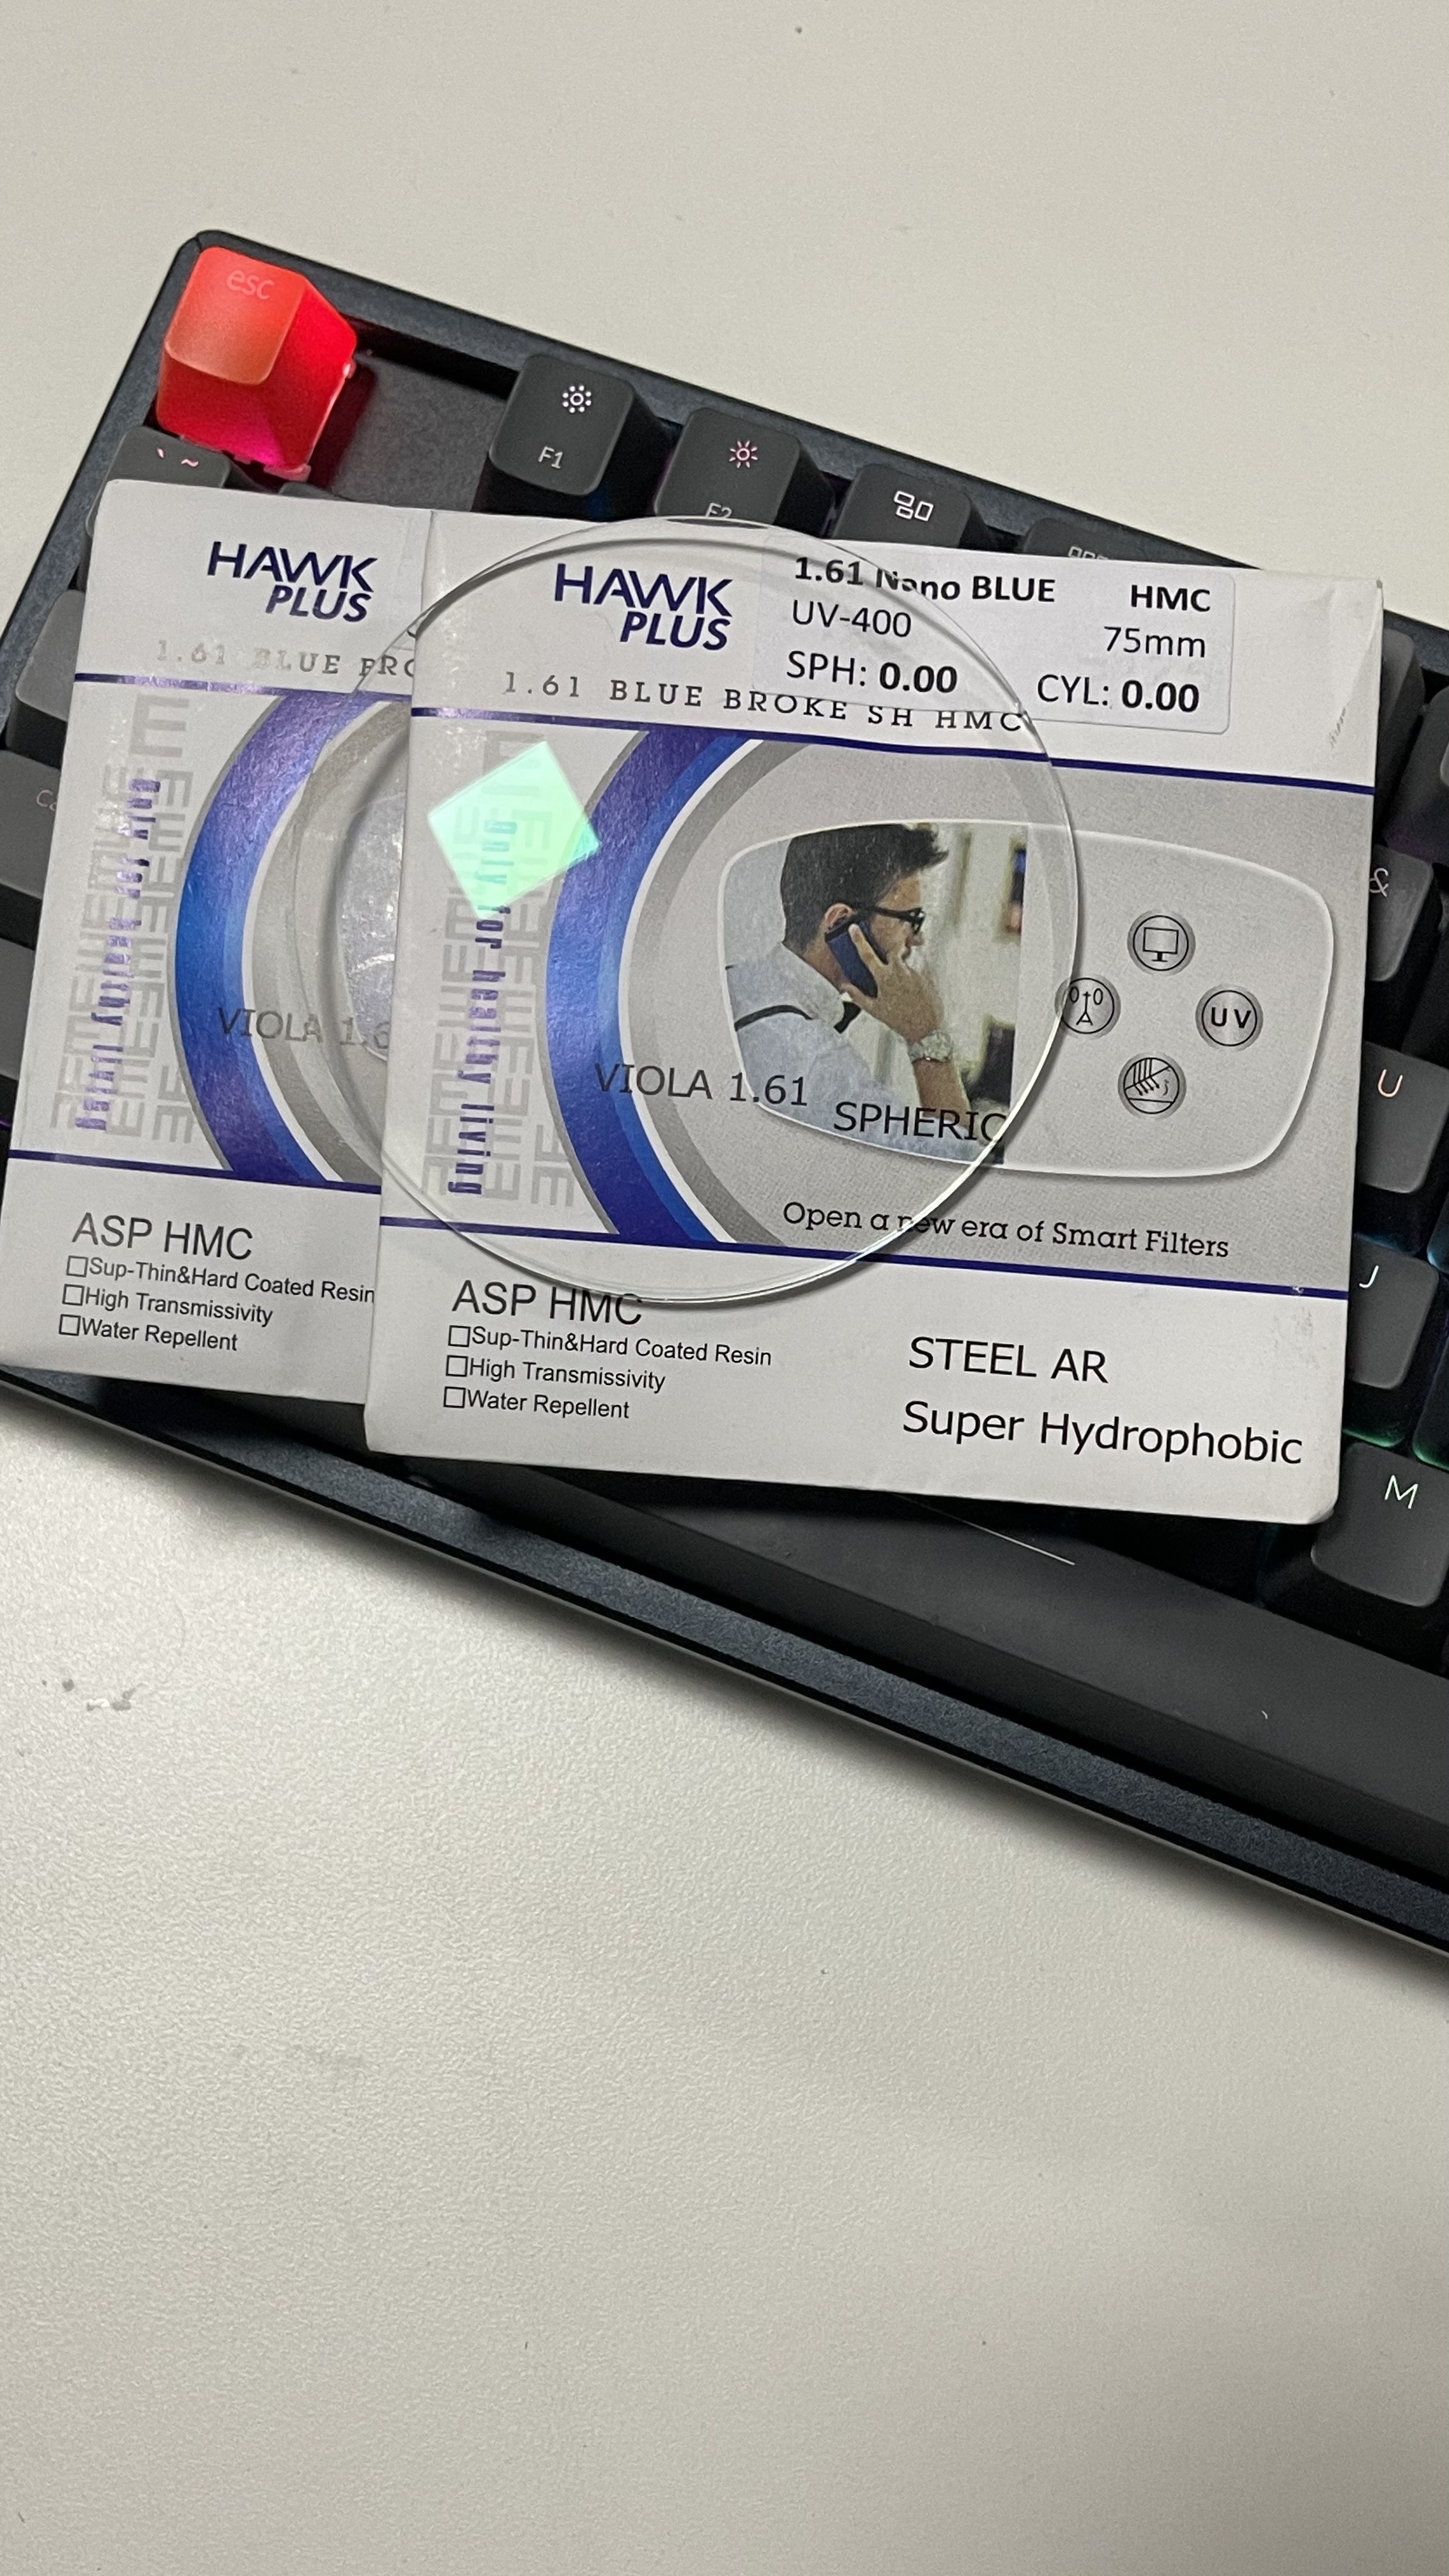 esc
` ~
F1
F2
HAWK
PLUS
1.61 BLUE
Only for healthy living
VIOLA 1.6
ASP HMC
☐Sup-Thin&Hard Coated Resin
☐High Transmissivity
☐Water Repellent
HAWK
PLUS
1.61 Nano BLUE HMC
UV-400 75mm
SPH: 0.00 CYL: 0.00
1.61 BLUE BROKE SH HMC
Only for healthy living
UV
VIOLA 1.61
SPHERIC
Open a new era of Smart Filters
ASP HMC
☐Sup-Thin&Hard Coated Resin
☐High Transmissivity
☐Water Repellent
STEEL AR
Super Hydrophobic
&
U
J
M